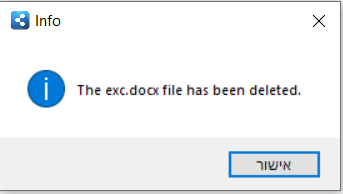 Info
The exc.docx file has been deleted.
אישור